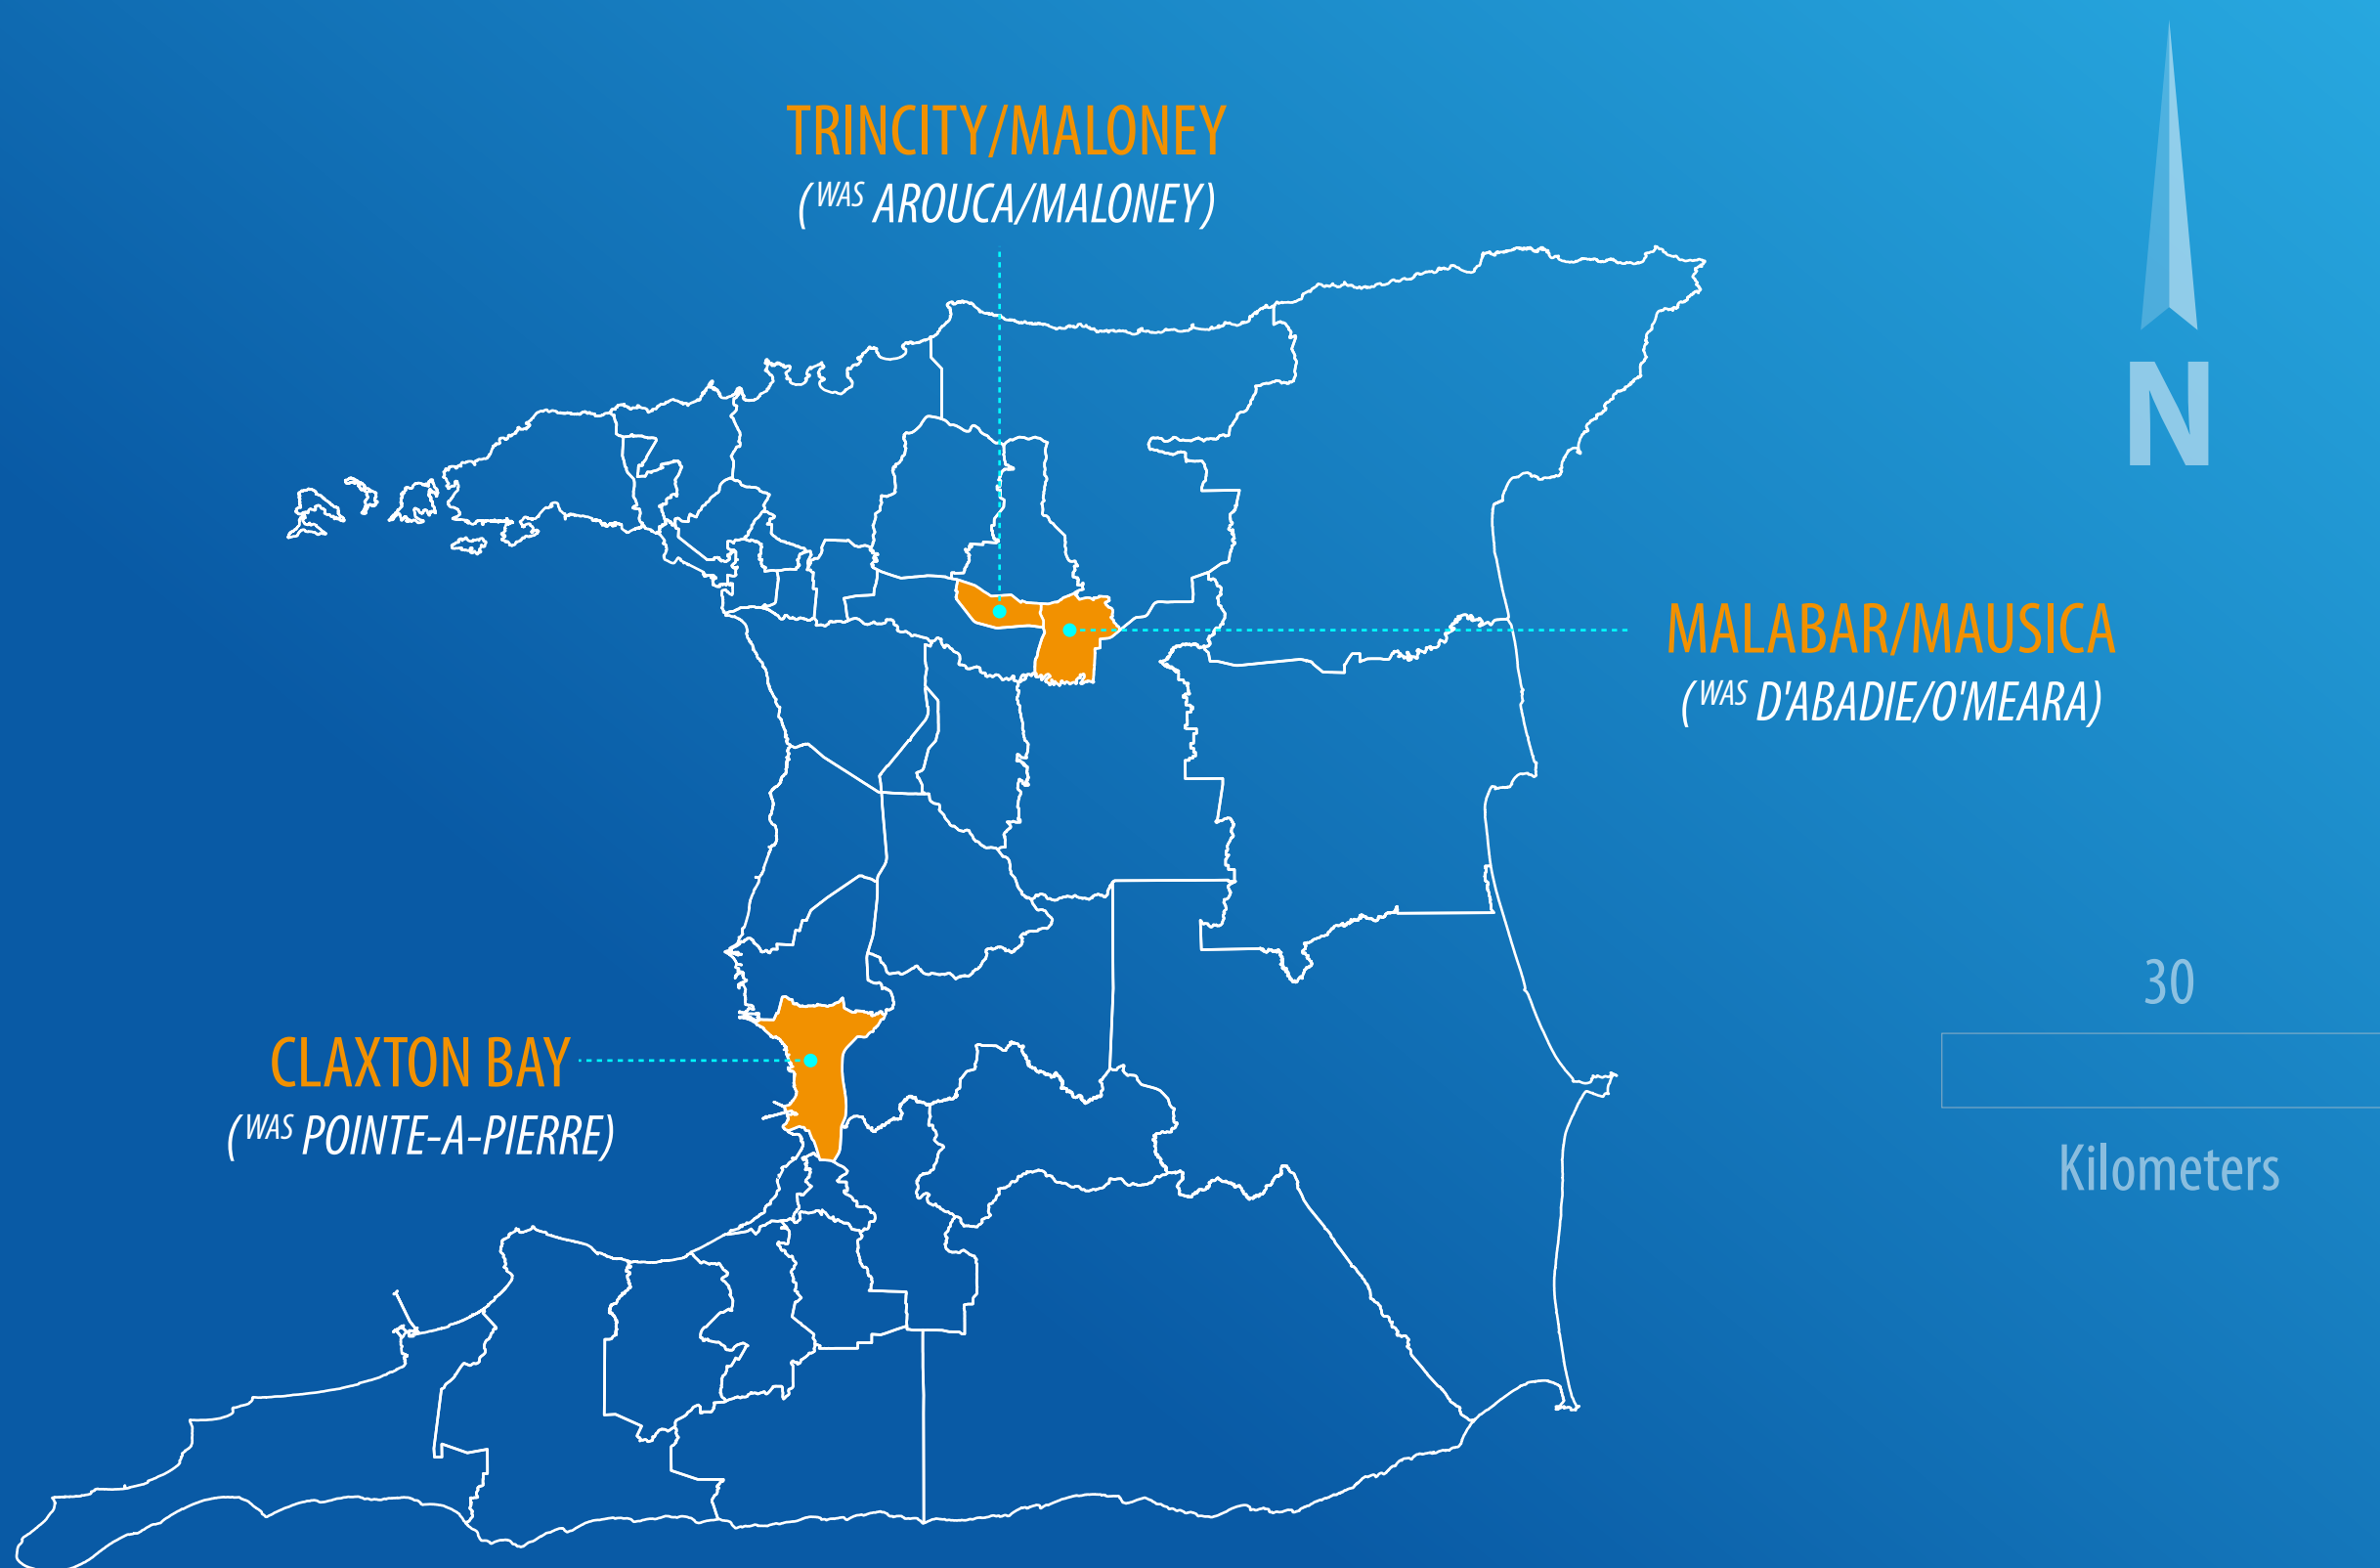 TRINCITY/MALONEY
(WAS AROUCA/MALONEY)
N
MALABAR/MAUSICA
(WAS D'ABADIE/O'MEARA)
30
Kilometers
CLAXTON BAY
(WAS POINTE-A-PIERRE)